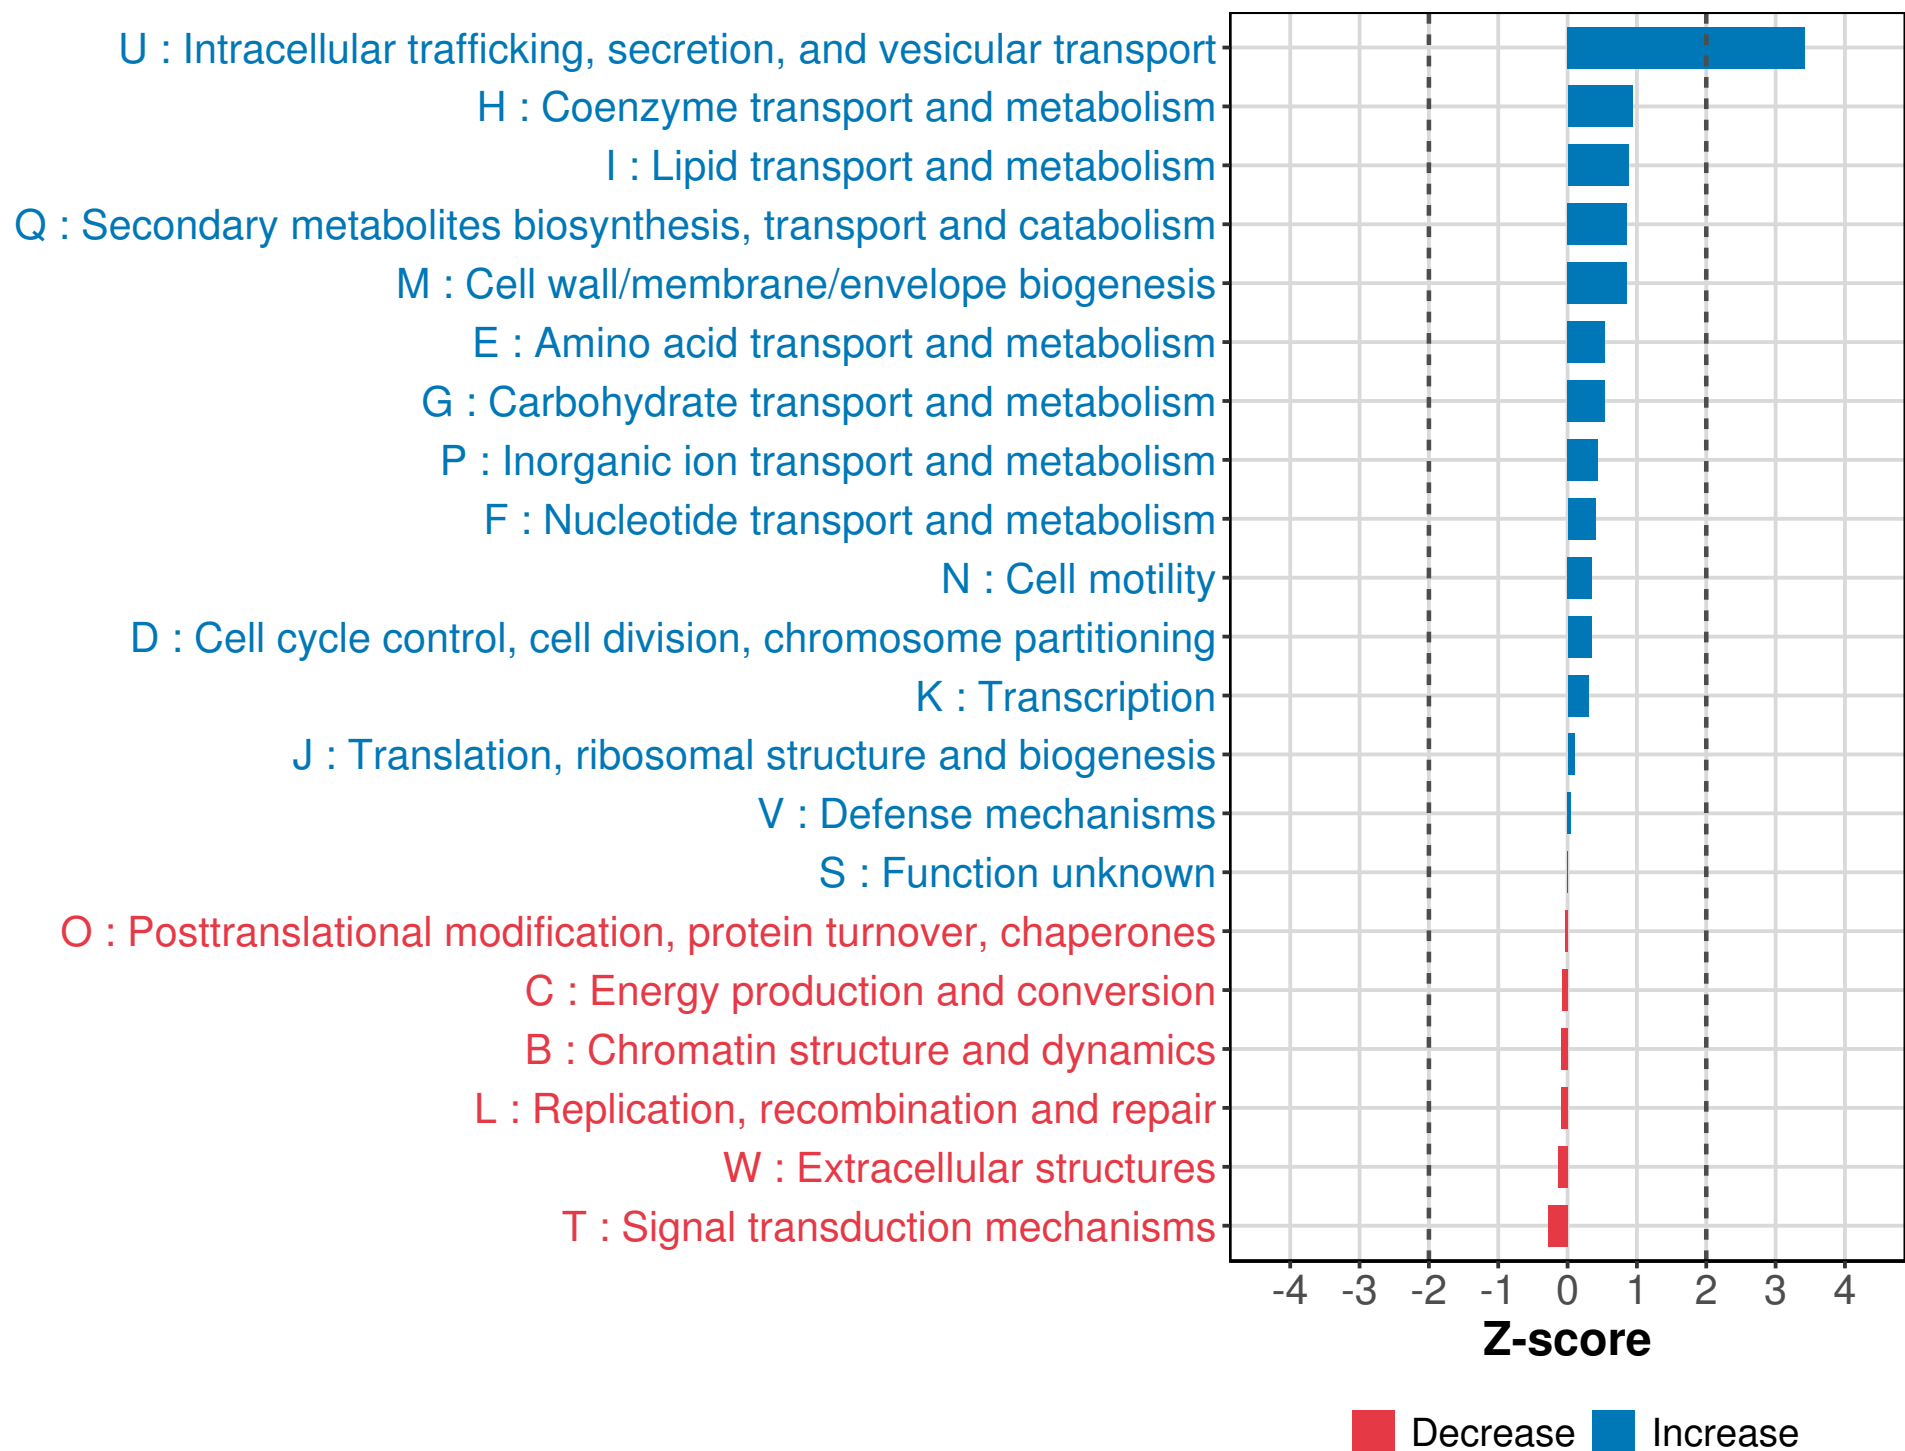 U : Intracellular trafficking, secretion, and vesicular transport
H : Coenzyme transport and metabolism
I : Lipid transport and metabolism
Q : Secondary metabolites biosynthesis, transport and catabolism
M : Cell wall/membrane/envelope biogenesis
E : Amino acid transport and metabolism
G : Carbohydrate transport and metabolism
P : Inorganic ion transport and metabolism
F : Nucleotide transport and metabolism
N : Cell motility
D : Cell cycle control, cell division, chromosome partitioning
K : Transcription
J : Translation, ribosomal structure and biogenesis
V : Defense mechanisms
S : Function unknown
O : Posttranslational modification, protein turnover, chaperones
C : Energy production and conversion
B : Chromatin structure and dynamics
L : Replication, recombination and repair
W : Extracellular structures
T : Signal transduction mechanisms
-4 -3 -2 -1 0 1 2 3 4
Z-score
Decrease Increase